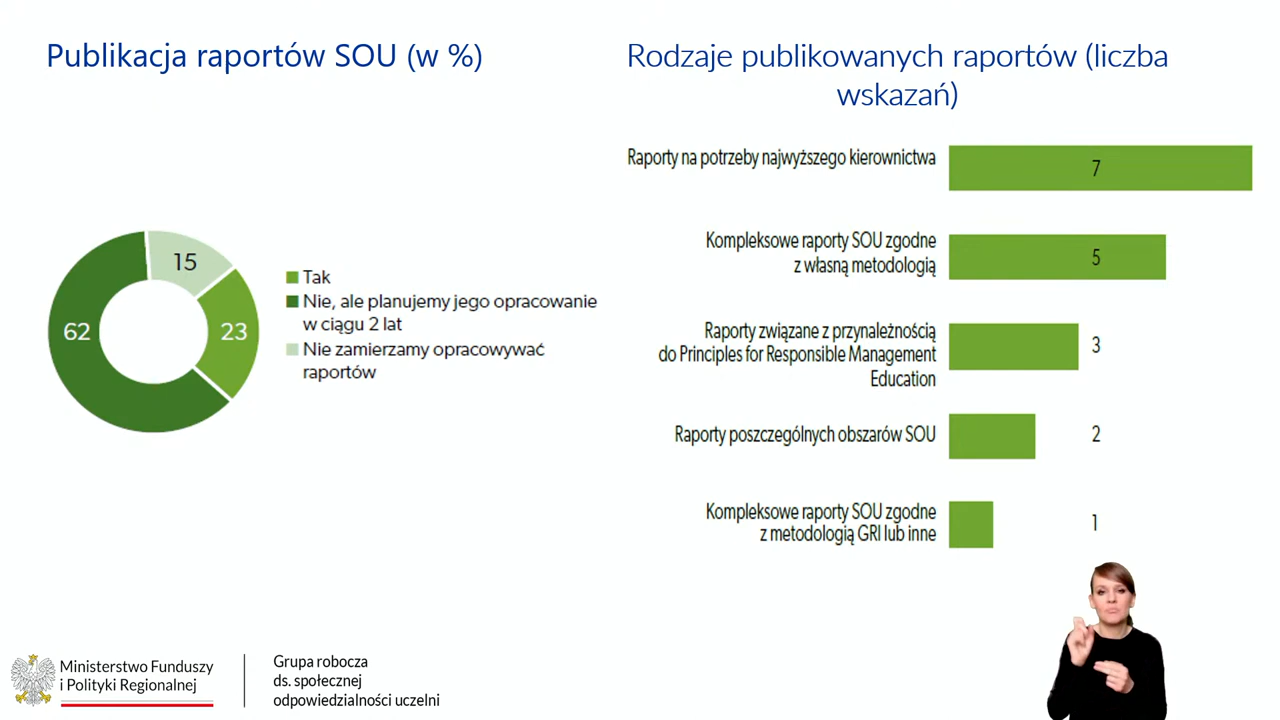 Publikacja raportów SOU (w %)
15
62
23
Tak
Nie, ale planujemy jego opracowanie
w ciągu 2 lat
Nie zamierzamy opracowywać
raportów
Rodzaje publikowanych raportów (liczba
wskazań)
Raporty na potrzeby najwyższego kierownictwa
7
Kompleksowe raporty SOU zgodne
z własną metodologią
5
Raporty związane z przynależnością
do Principles for Responsible Management
Education
3
Raporty poszczególnych obszarów SOU
2
Kompleksowe raporty SOU zgodne
z metodologią GRI lub inne
1
Ministerstwo Funduszy
i Polityki Regionalnej
Grupa robocza
ds. społecznej
odpowiedzialności uczelni